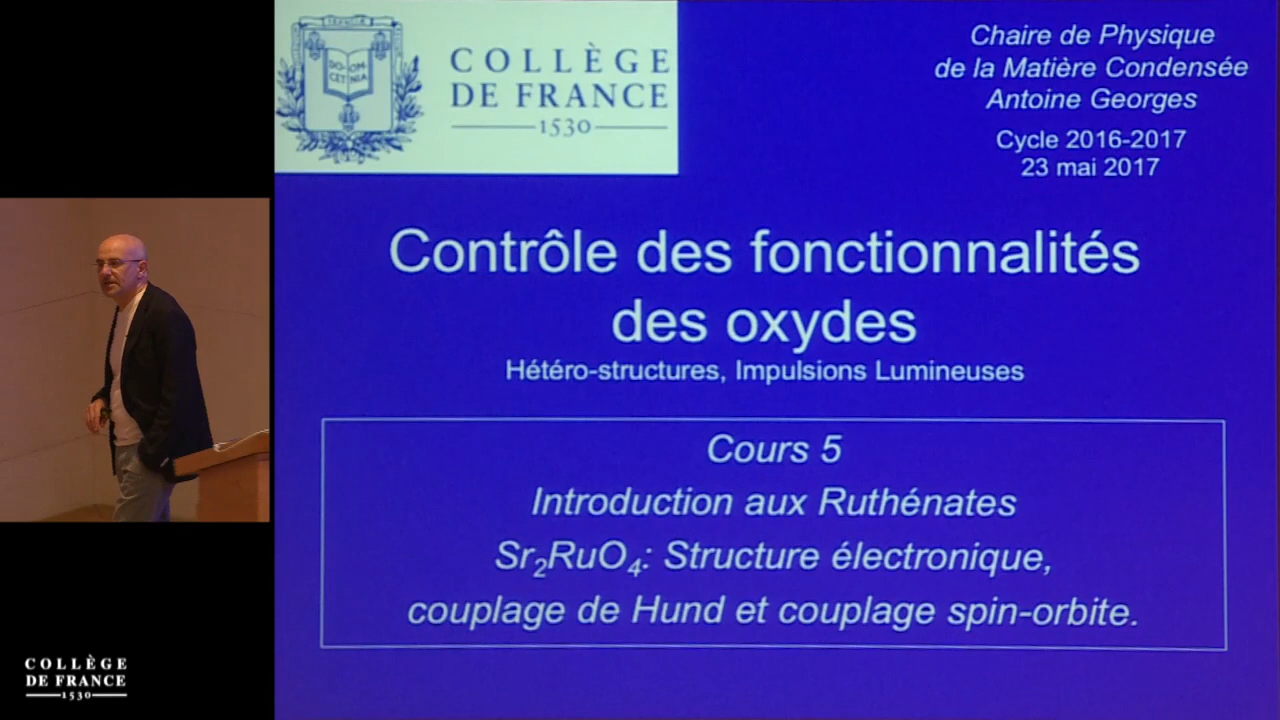 COLLÈGE
DE FRANCE
1530
Chaire de Physique
de la Matière Condensée
Antoine Georges
Cycle 2016-2017
23 mai 2017
Contrôle des fonctionnalités
des oxydes
Hétéro-structures, Impulsions Lumineuses
Cours 5
Introduction aux Ruthénates
Sr₂RuO₄: Structure électronique,
couplage de Hund et couplage spin-orbite.
COLLÈGE
DE FRANCE
1530